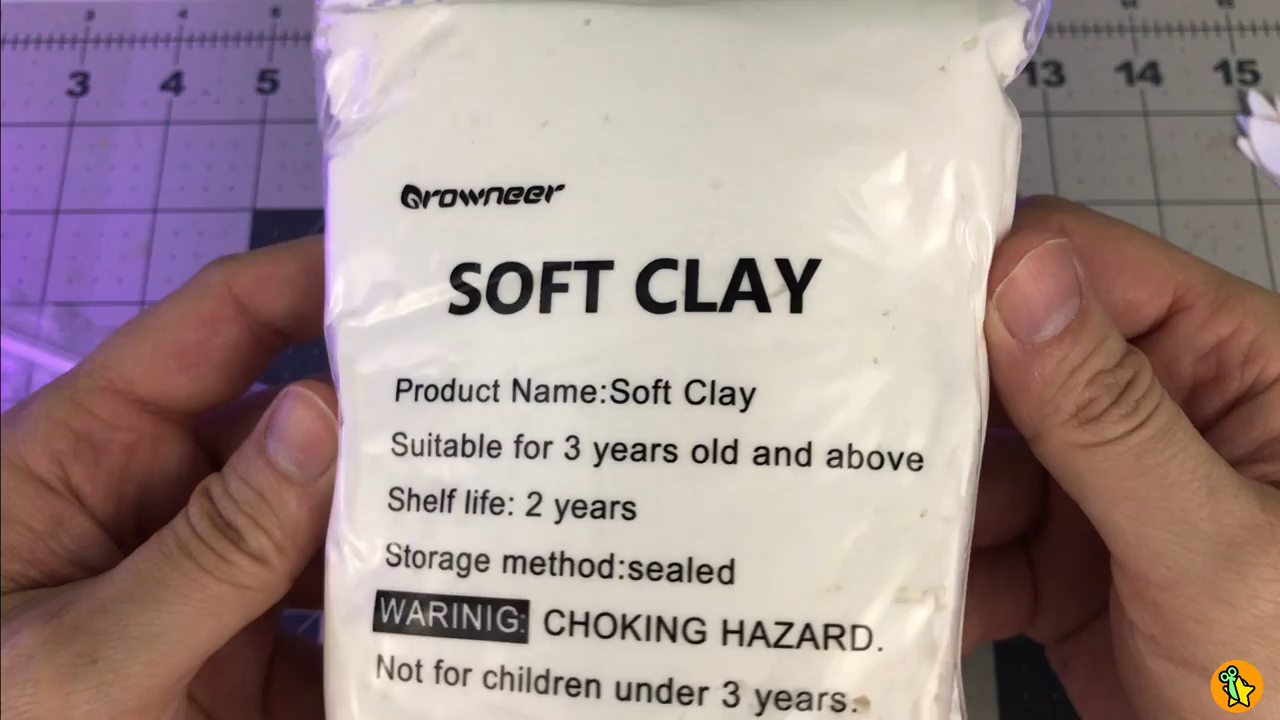 3 4 5 13 14 15
Growneer
SOFT CLAY
Product Name:Soft Clay
Suitable for 3 years old and above
Shelf life: 2 years
Storage method:sealed
WARINIG: CHOKING HAZARD.
Not for children under 3 years.